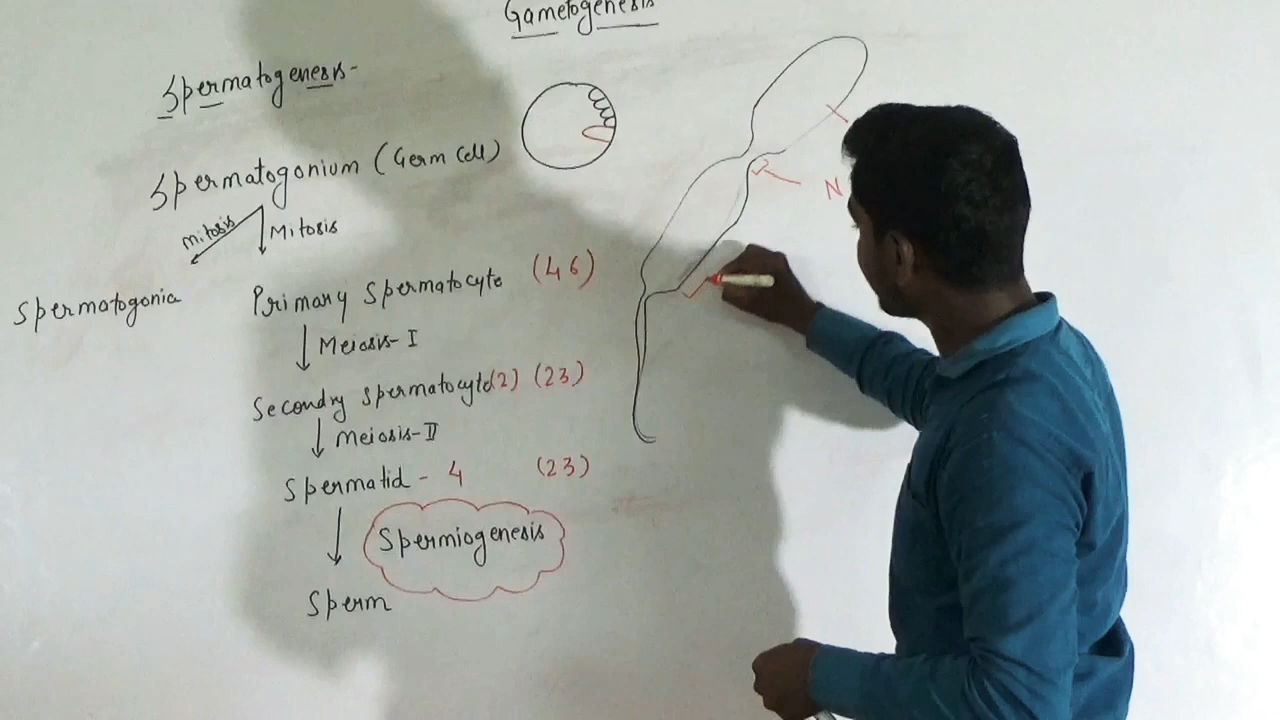 Gametogenesis
Spermatogenesis-
Spermatogonium (Germ Cell)
Mitosis Mitosis
Spermatogonia
Primary Spermatocyte (46)
Meiosis-I
Secondry Spermatocyte(2) (23)
Meiosis-II
Spermatid - 4 (23)
Spermiogenesis
Sperm
N